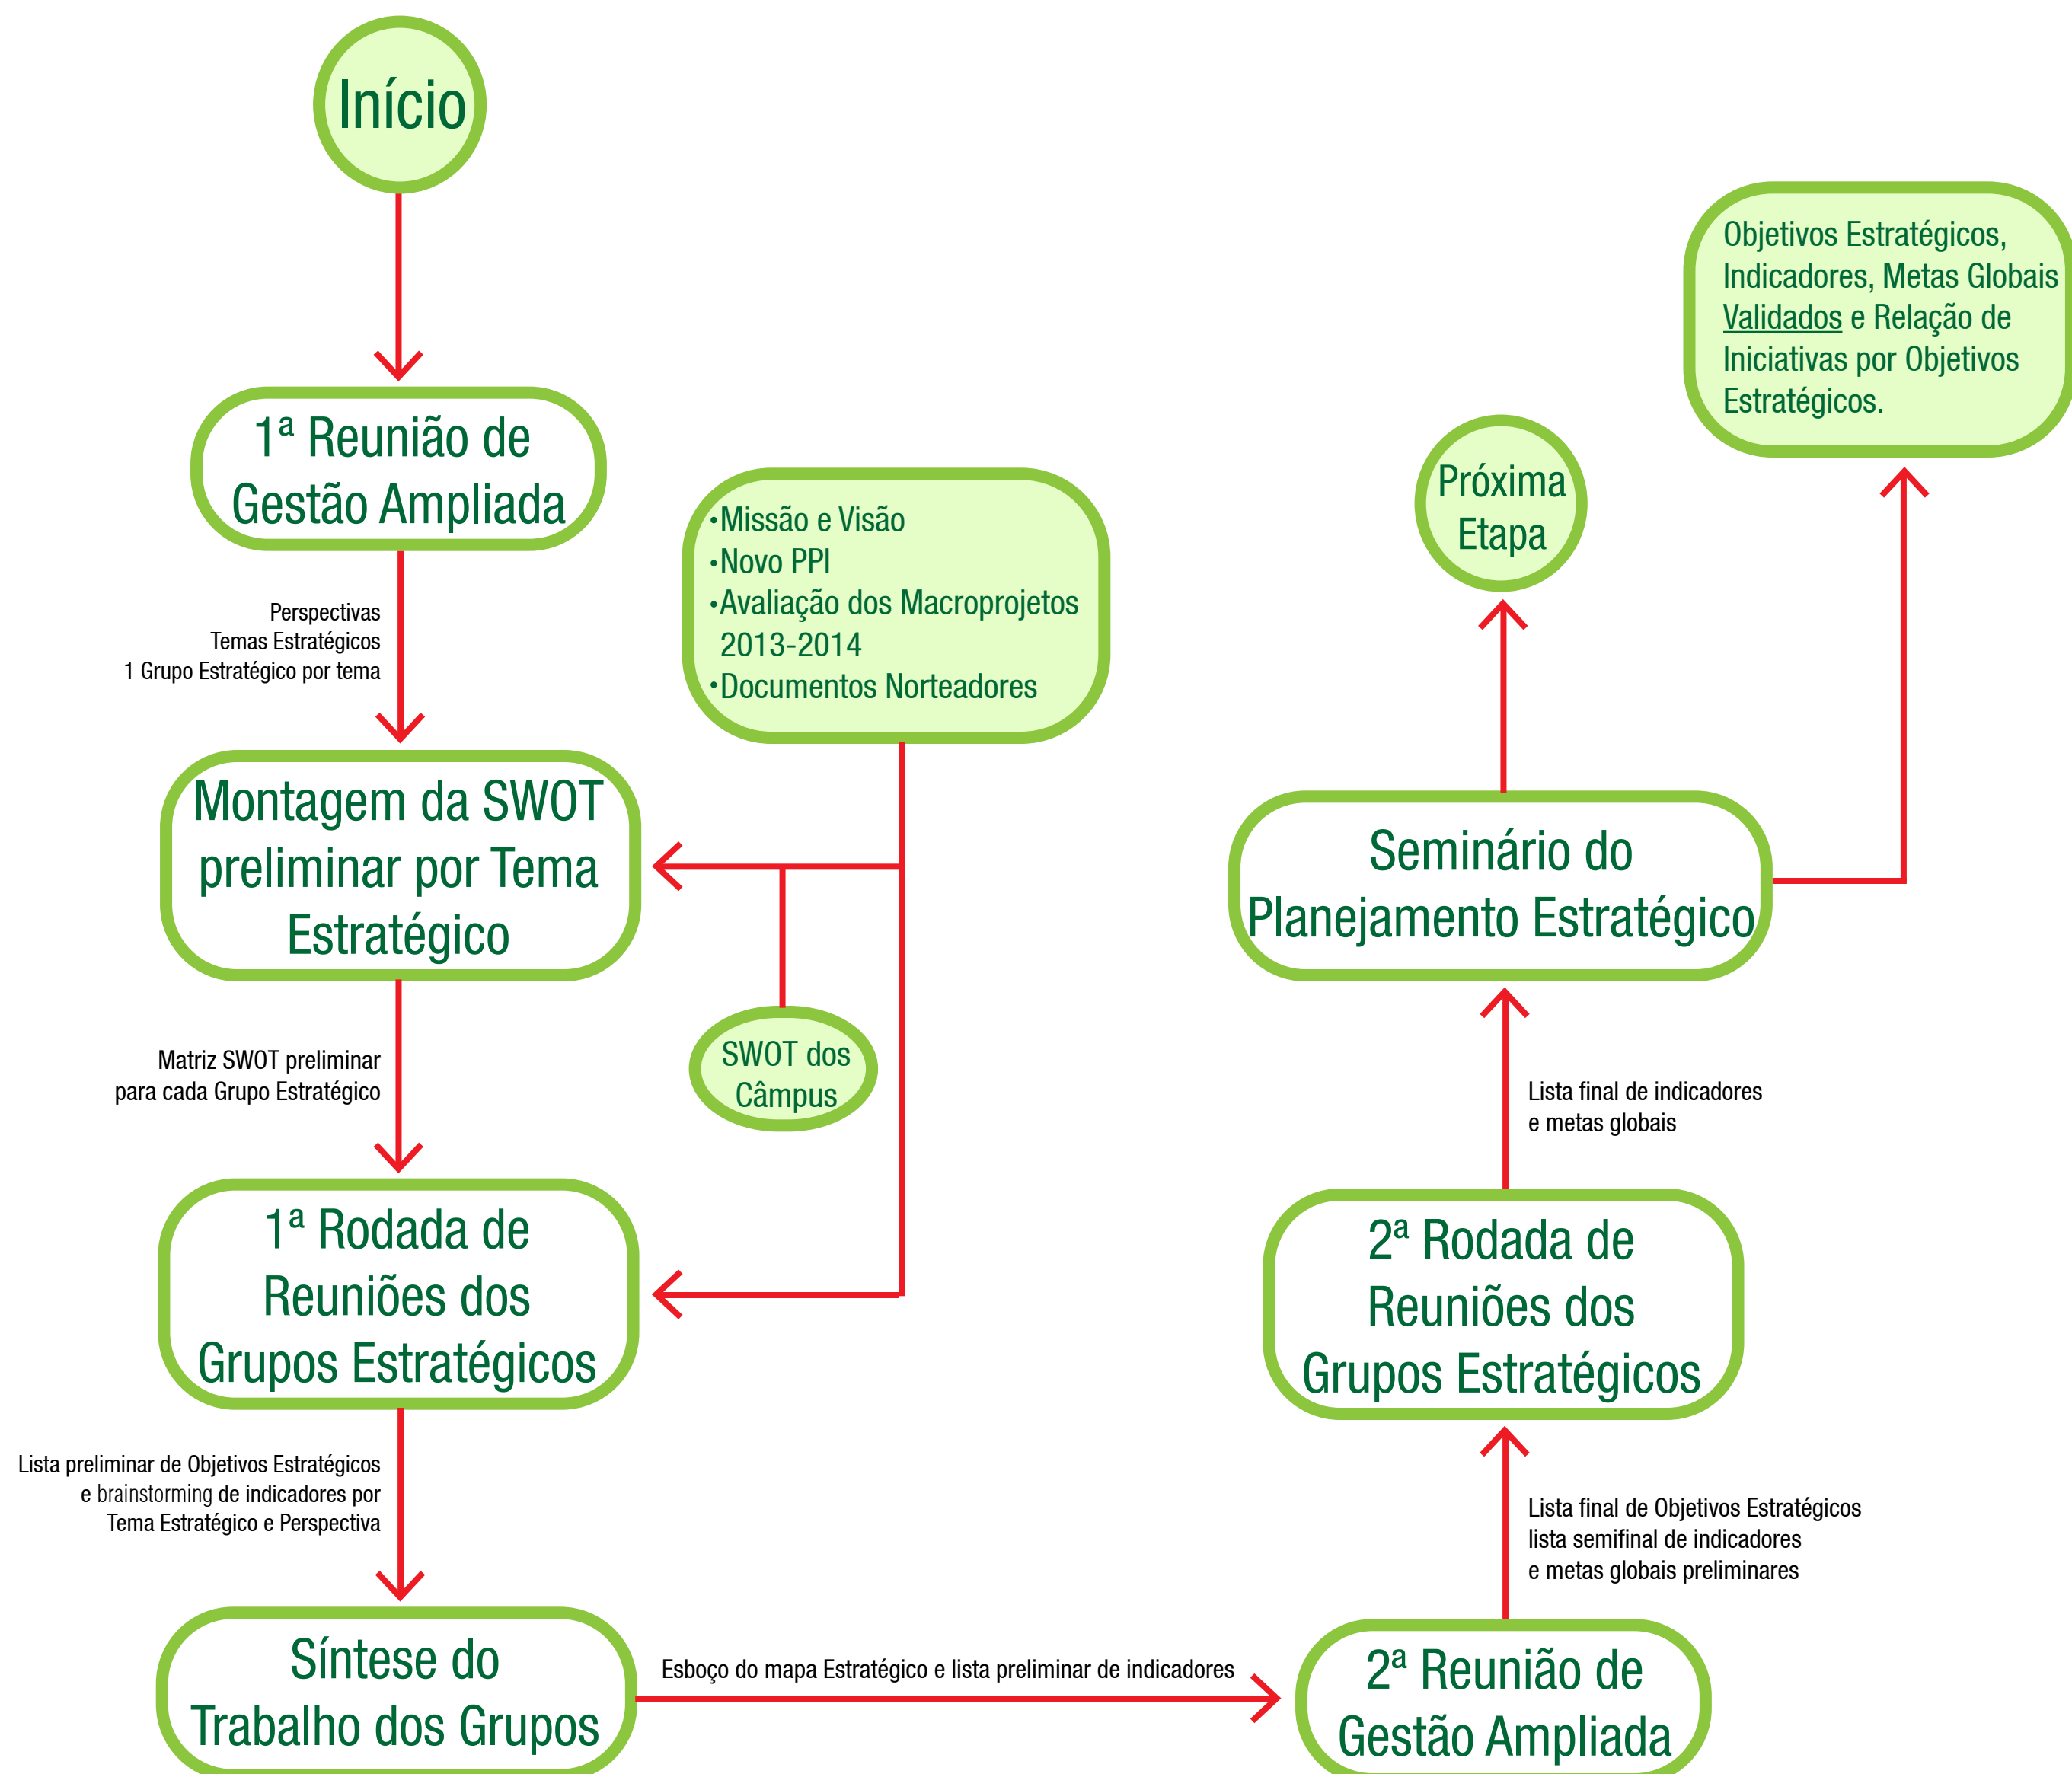 Início
1ª Reunião de
Gestão Ampliada
Perspectivas
Temas Estratégicos
1 Grupo Estratégico por tema
•Missão e Visão
•Novo PPI
•Avaliação dos Macroprojetos
2013-2014
•Documentos Norteadores
Montagem da SWOT
preliminar por Tema
Estratégico
SWOT dos
Câmpus
Matriz SWOT preliminar
para cada Grupo Estratégico
1ª Rodada de
Reuniões dos
Grupos Estratégicos
Lista preliminar de Objetivos Estratégicos
e brainstorming de indicadores por
Tema Estratégico e Perspectiva
Síntese do
Trabalho dos Grupos
Esboço do mapa Estratégico e lista preliminar de indicadores
2ª Reunião de
Gestão Ampliada
Lista final de Objetivos Estratégicos
lista semifinal de indicadores
e metas globais preliminares
2ª Rodada de
Reuniões dos
Grupos Estratégicos
Lista final de indicadores
e metas globais
Seminário do
Planejamento Estratégico
Próxima
Etapa
Objetivos Estratégicos,
Indicadores, Metas Globais
Validados e Relação de
Iniciativas por Objetivos
Estratégicos.